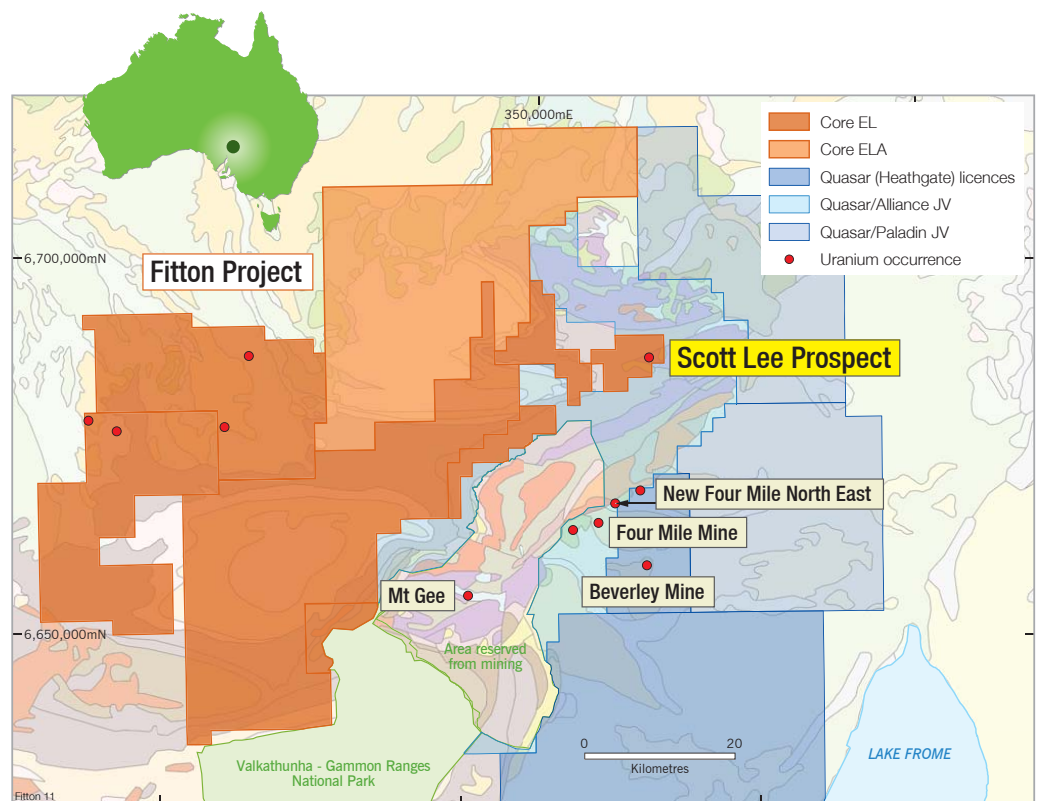 350,000mE
Core EL
Core ELA
Quasar (Heathgate) licences
Quasar/Alliance JV
Quasar/Paladin JV
Uranium occurrence
6,700,000mN
Fitton Project
Scott Lee Prospect
New Four Mile North East
Four Mile Mine
Beverley Mine
Mt Gee
6,650,000mN
Area reserved
from mining
0 20
Kilometres
Valkathunha - Gammon Ranges
National Park
LAKE FROME
Fitton 11